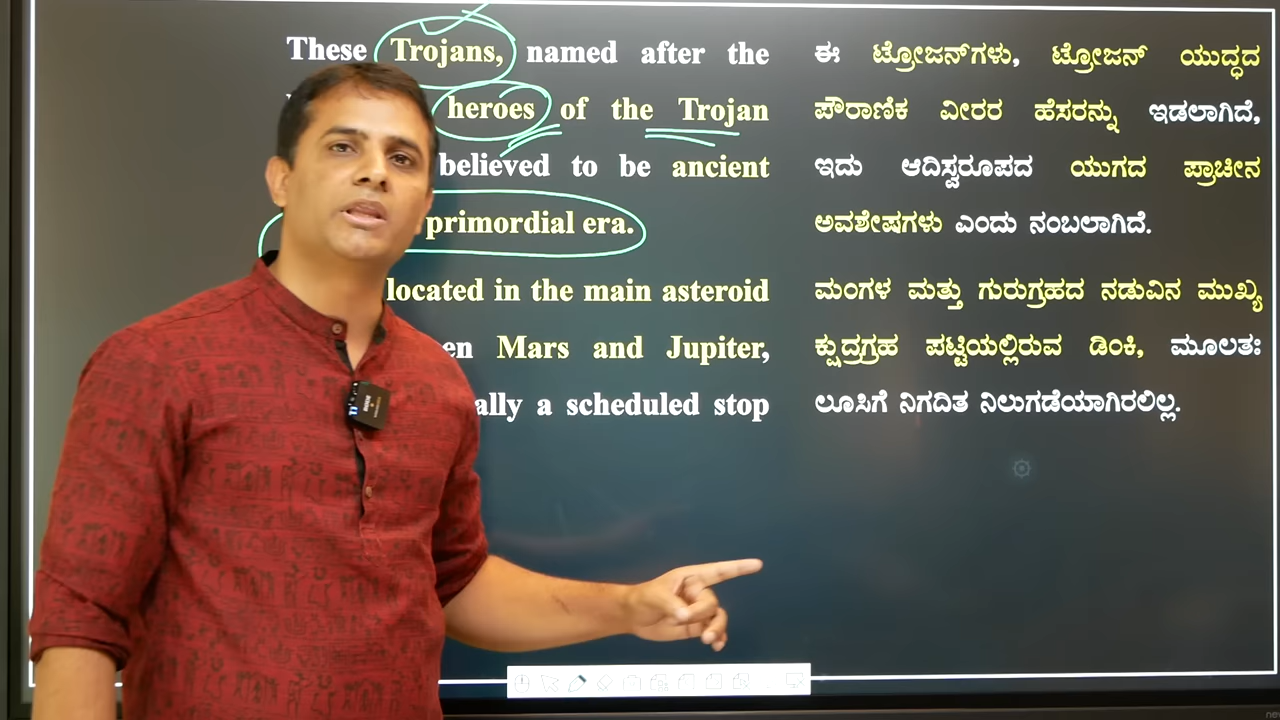 These Trojans, named after the
heroes of the Trojan
believed to be ancient
primordial era.
located in the main asteroid
en Mars and Jupiter,
ally a scheduled stop
ಈ ಟ್ರೋಜನ್‌ಗಳು, ಟ್ರೋಜನ್ ಯುದ್ಧದ
ಪೌರಾಣಿಕ ವೀರರ ಹೆಸರನ್ನು ಇಡಲಾಗಿದೆ,
ಇದು ಆದಿಸ್ವರೂಪದ ಯುಗದ ಪ್ರಾಚೀನ
ಅವಶೇಷಗಳು ಎಂದು ನಂಬಲಾಗಿದೆ.
ಮಂಗಳ ಮತ್ತು ಗುರುಗ್ರಹದ ನಡುವಿನ ಮುಖ್ಯ
ಕ್ಷುದ್ರಗ್ರಹ ಪಟ್ಟಿಯಲ್ಲಿರುವ ಡಿಂಕಿ, ಮೂಲತಃ
ಲೂಸಿಗೆ ನಿಗದಿತ ನಿಲುಗಡೆಯಾಗಿರಲಿಲ್ಲ.